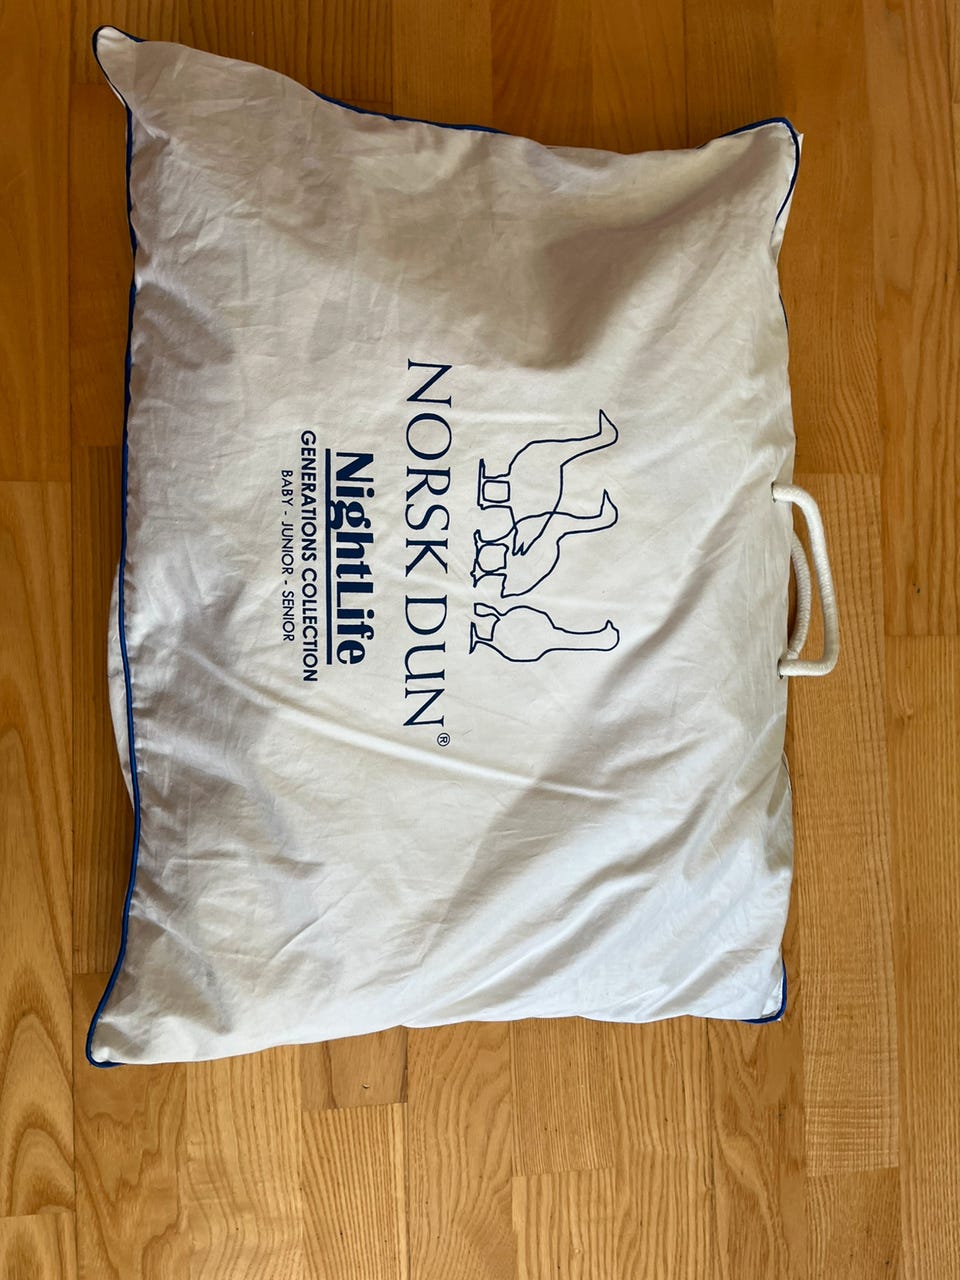 NORSK DUN®
NightLife
GENERATIONS COLLECTION
BABY - JUNIOR - SENIOR